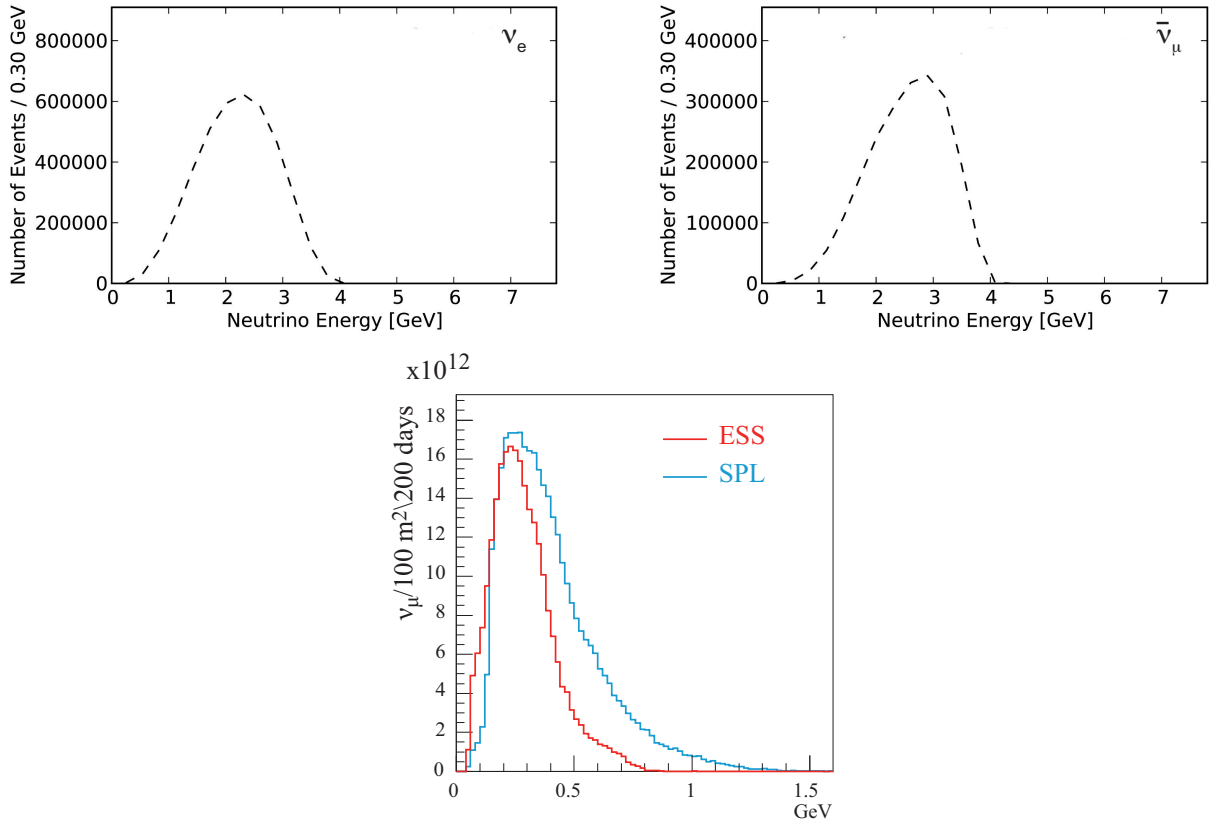 Number of Events / 0.30 GeV
800000
600000
400000
200000
0
ν_e
0 1 2 3 4 5 6 7
Neutrino Energy [GeV]
Number of Events / 0.30 GeV
400000
300000
200000
100000
0
ν̄_μ
0 1 2 3 4 5 6 7
Neutrino Energy [GeV]
x10¹²
ν_μ/100 m²\200 days
18
16
14
12
10
8
6
4
2
0
ESS
SPL
0 0.5 1 1.5
GeV